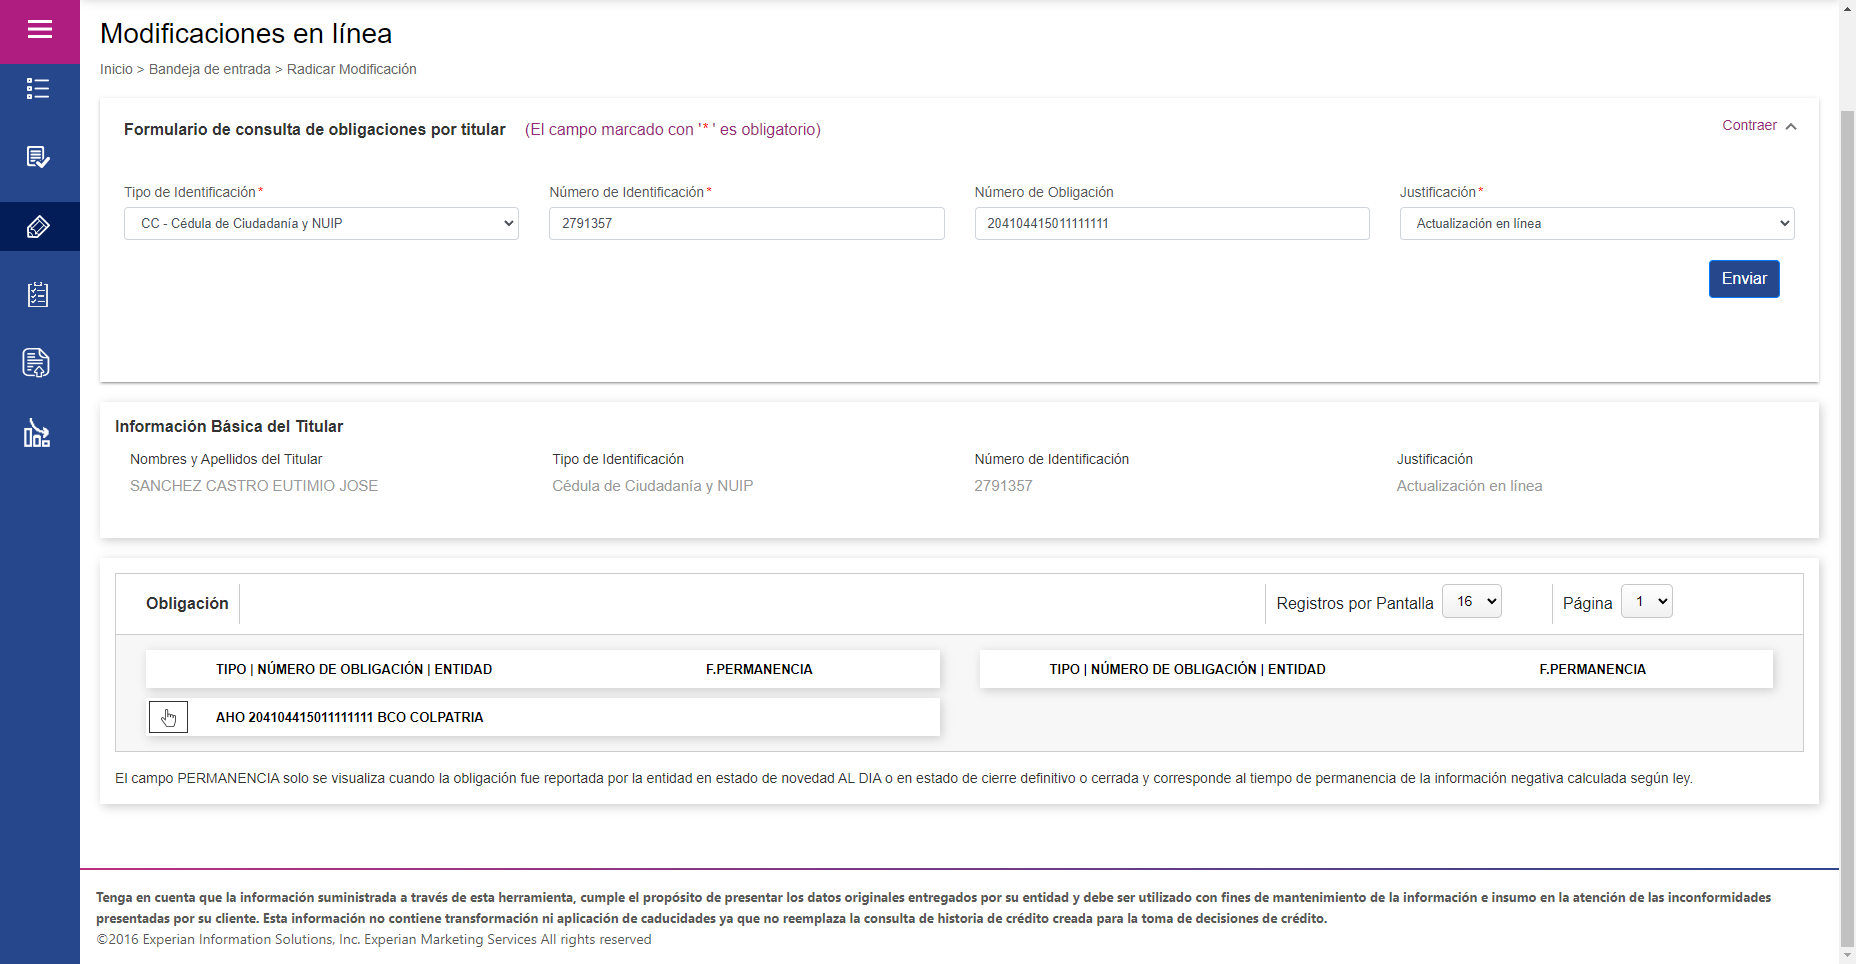 Modificaciones en línea
Inicio > Bandeja de entrada > Radicar Modificación
Formulario de consulta de obligaciones por titular (El campo marcado con '*' es obligatorio)
Contraer
Tipo de Identificación* Número de Identificación* Número de Obligación Justificación*
CC - Cédula de Ciudadanía y NUIP 2791357 204104415011111111 Actualización en línea
Enviar
Información Básica del Titular
Nombres y Apellidos del Titular Tipo de Identificación Número de Identificación Justificación
SANCHEZ CASTRO EUTIMIO JOSE Cédula de Ciudadanía y NUIP 2791357 Actualización en línea
Obligación Registros por Pantalla 16 Página 1
TIPO | NÚMERO DE OBLIGACIÓN | ENTIDAD F.PERMANENCIA TIPO | NÚMERO DE OBLIGACIÓN | ENTIDAD F.PERMANENCIA
AHO 204104415011111111 BCO COLPATRIA
El campo PERMANENCIA solo se visualiza cuando la obligación fue reportada por la entidad en estado de novedad AL DIA o en estado de cierre definitivo o cerrada y corresponde al tiempo de permanencia de la información negativa calculada según ley.
Tenga en cuenta que la información suministrada a través de esta herramienta, cumple el propósito de presentar los datos originales entregados por su entidad y debe ser utilizado con fines de mantenimiento de la información e insumo en la atención de las inconformidades
presentadas por su cliente. Esta información no contiene transformación ni aplicación de caducidades ya que no reemplaza la consulta de historia de crédito creada para la toma de decisiones de crédito.
©2016 Experian Information Solutions, Inc. Experian Marketing Services All rights reserved